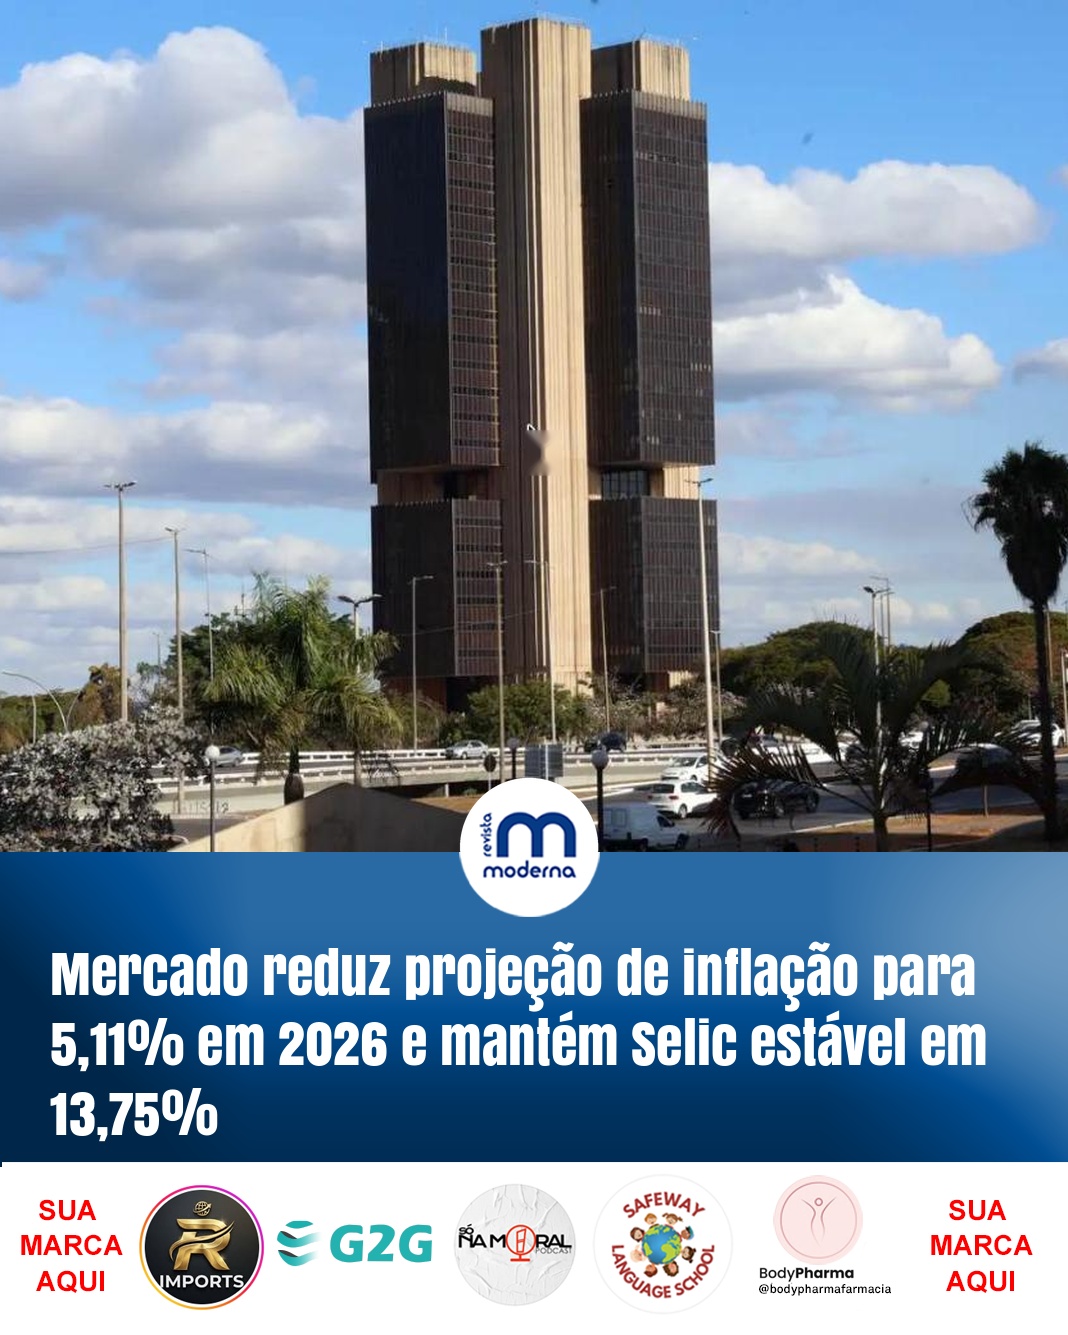 revista
m
moderna
Mercado reduz projeção de inflação para
5,11% em 2026 e mantém Selic estável em
13,75%
SUA
MARCA
AQUI
R
IMPORTS
G2G
SÓ
NA MORAL
PODCAST
SAFEWAY
LANGUAGE SCHOOL
BodyPharma
@bodypharmafarmacia
SUA
MARCA
AQUI